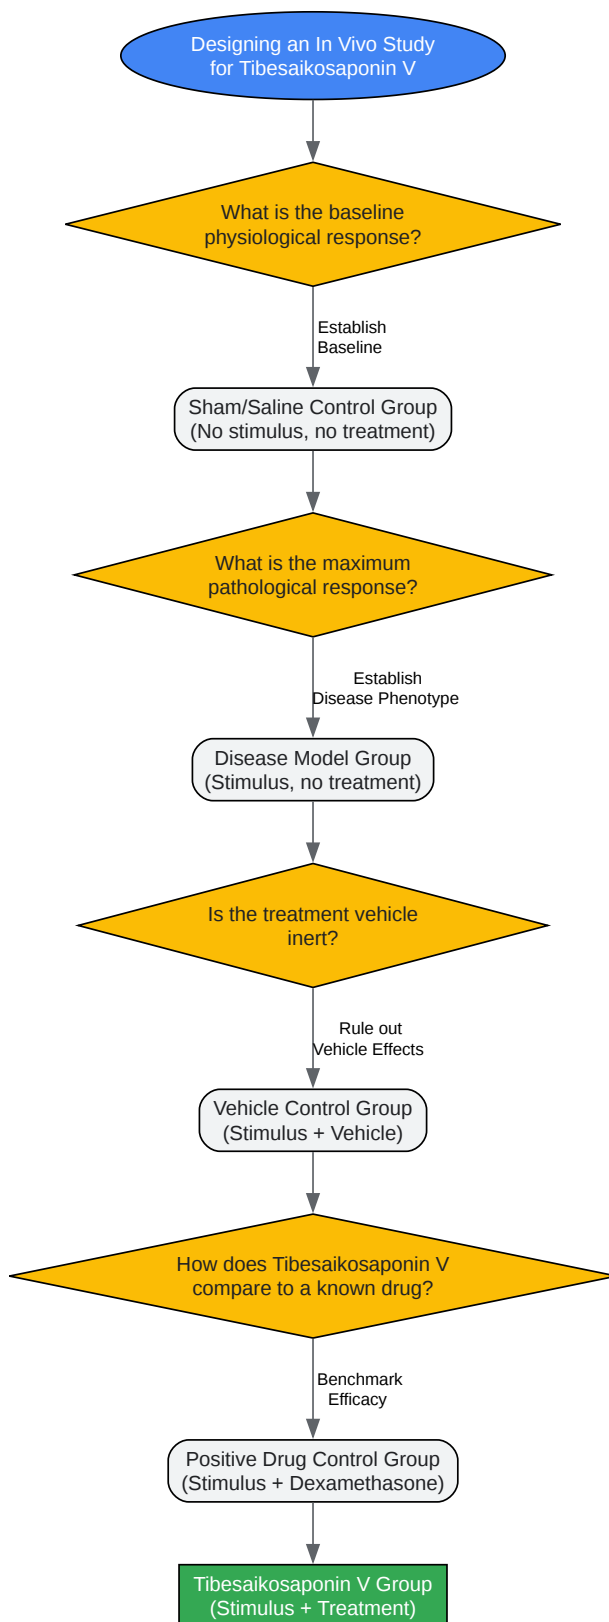 Designing an In Vivo Study
for Tibesaikosaponin V
What is the baseline
physiological response?
Establish
Baseline
Sham/Saline Control Group
(No stimulus, no treatment)
What is the maximum
pathological response?
Establish
Disease Phenotype
Disease Model Group
(Stimulus, no treatment)
Is the treatment vehicle
inert?
Rule out
Vehicle Effects
Vehicle Control Group
(Stimulus + Vehicle)
How does Tibesaikosaponin V
compare to a known drug?
Benchmark
Efficacy
Positive Drug Control Group
(Stimulus + Dexamethasone)
Tibesaikosaponin V Group
(Stimulus + Treatment)